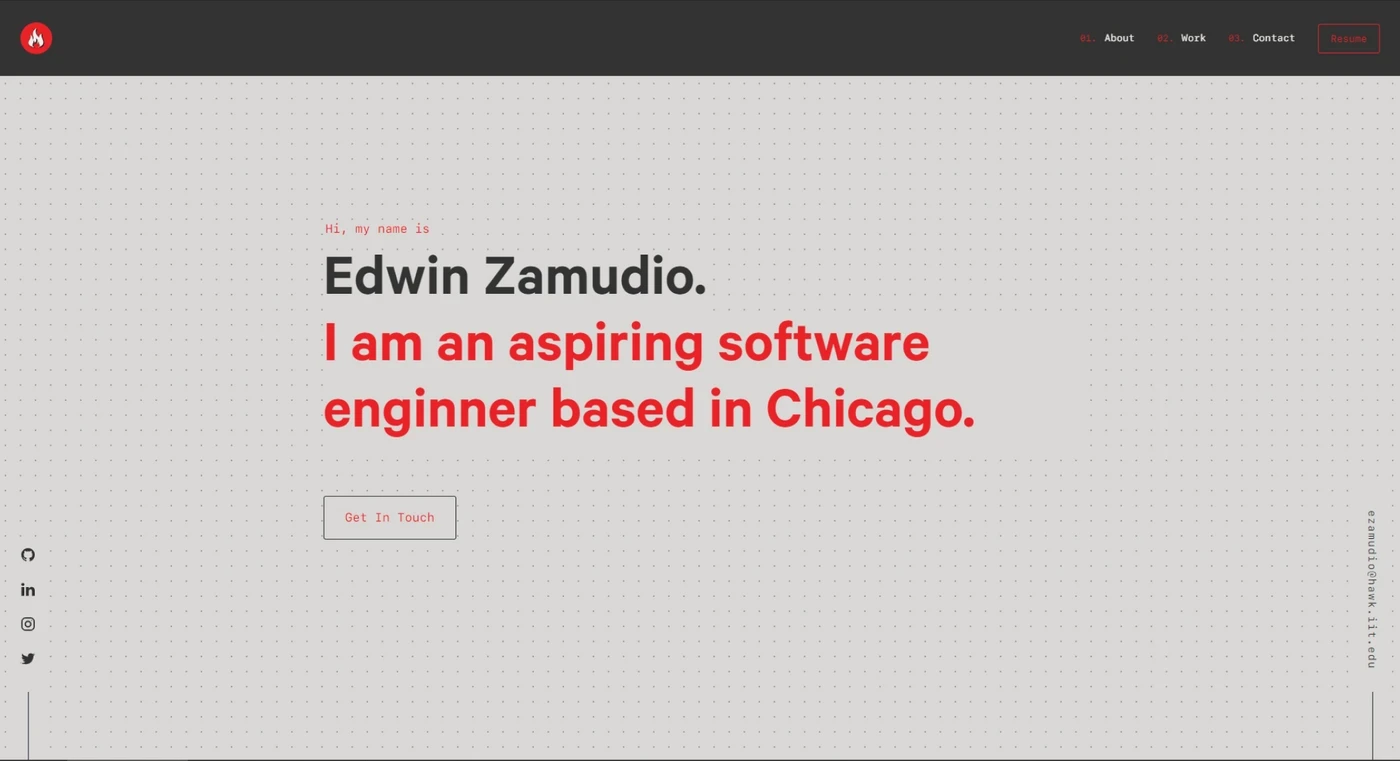 01. About 02. Work 03. Contact Resume
Hi, my name is
Edwin Zamudio.
I am an aspiring software
enginner based in Chicago.
Get In Touch
in
ezamudio@hawk.iit.edu